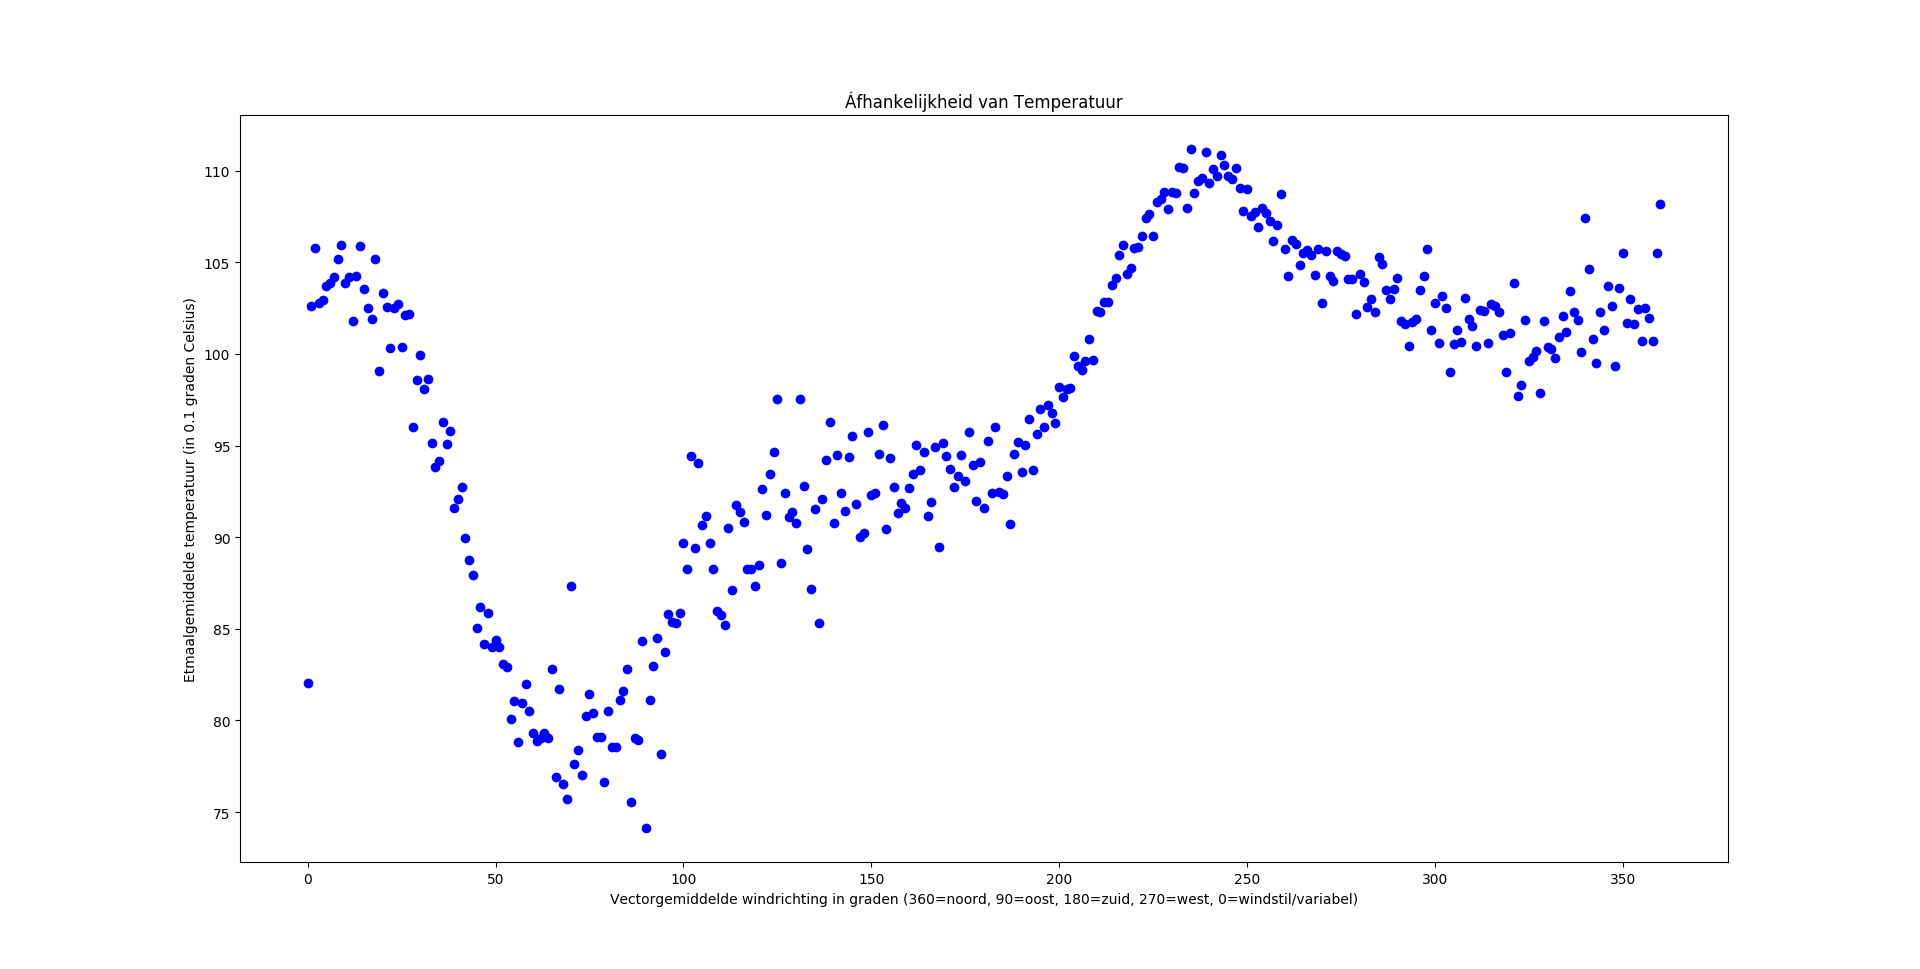 Áfhankelijkheid van Temperatuur
Etmaalgemiddelde temperatuur (in 0.1 graden Celsius)
110
105
100
95
90
85
80
75
0 50 100 150 200 250 300 350
Vectorgemiddelde windrichting in graden (360=noord, 90=oost, 180=zuid, 270=west, 0=windstil/variabel)